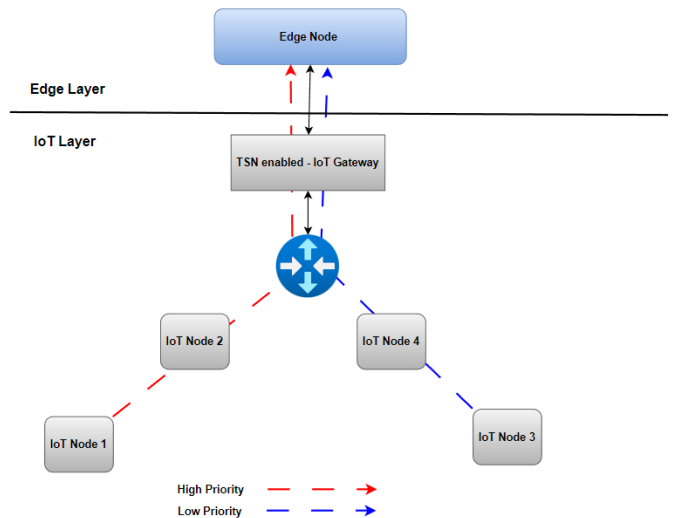 Edge Node
Edge Layer
IoT Layer
TSN enabled - IoT Gateway
IoT Node 2
IoT Node 4
IoT Node 1
IoT Node 3
High Priority
Low Priority